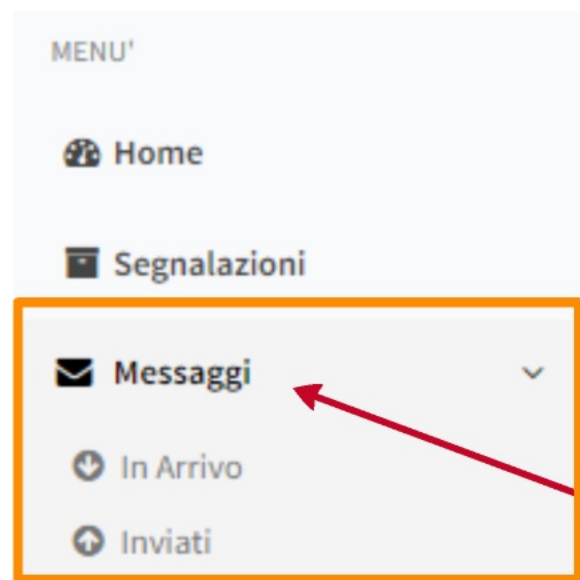 MENU'
Home
Segnalazioni
Messaggi
In Arrivo
Inviati